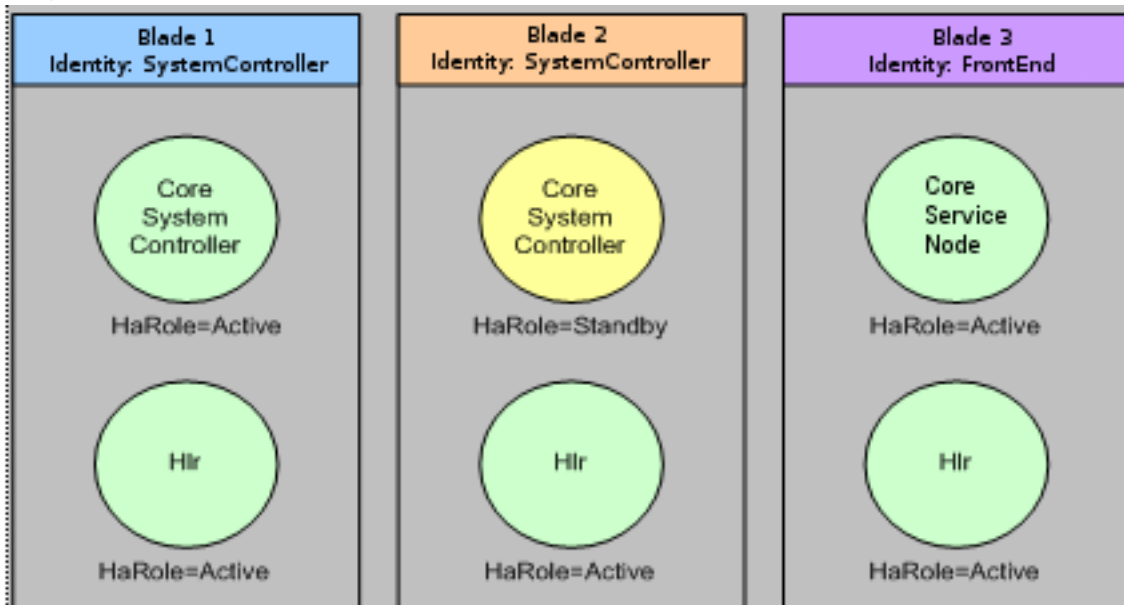 Blade 1
Identity: SystemController
Core
System
Controller
HaRole=Active
Hlr
HaRole=Active
Blade 2
Identity: SystemController
Core
System
Controller
HaRole=Standby
Hlr
HaRole=Active
Blade 3
Identity: FrontEnd
Core
Service
Node
HaRole=Active
Hlr
HaRole=Active